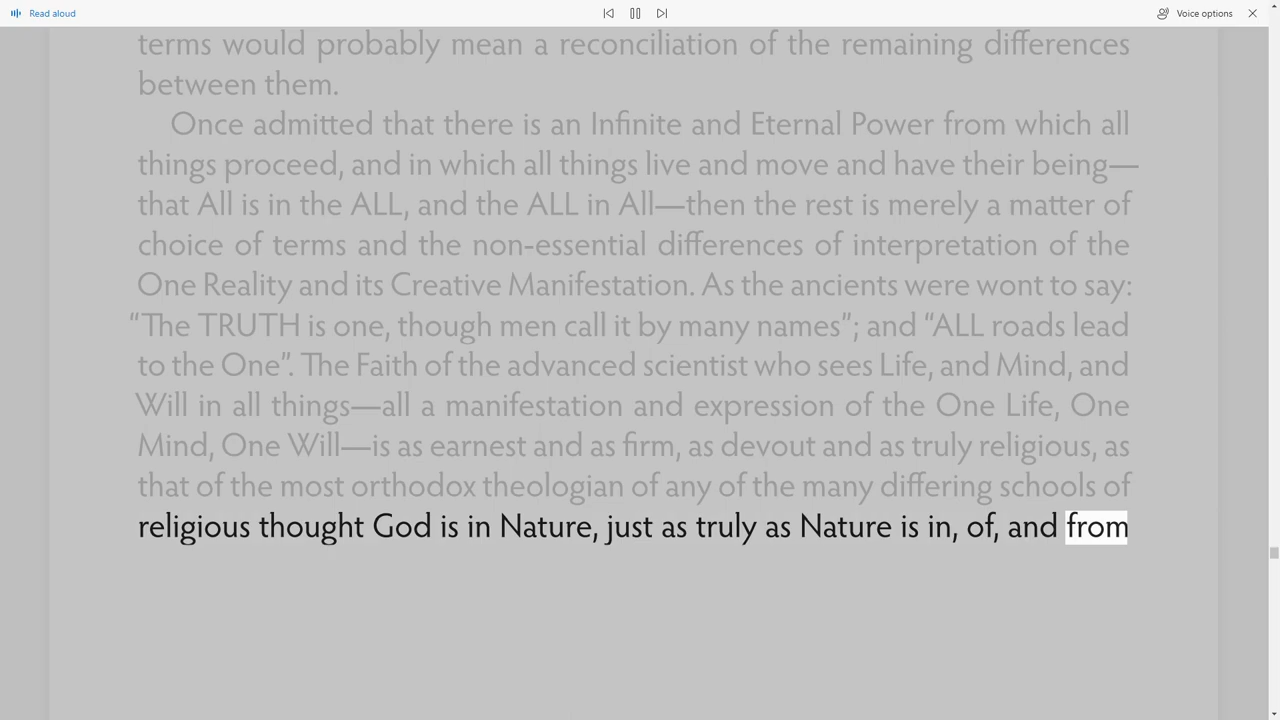 Read aloud
Voice options
terms would probably mean a reconciliation of the remaining differences
between them.
Once admitted that there is an Infinite and Eternal Power from which all
things proceed, and in which all things live and move and have their being—
that All is in the ALL, and the ALL in All—then the rest is merely a matter of
choice of terms and the non-essential differences of interpretation of the
One Reality and its Creative Manifestation. As the ancients were wont to say:
“The TRUTH is one, though men call it by many names”; and “ALL roads lead
to the One”. The Faith of the advanced scientist who sees Life, and Mind, and
Will in all things—all a manifestation and expression of the One Life, One
Mind, One Will—is as earnest and as firm, as devout and as truly religious, as
that of the most orthodox theologian of any of the many differing schools of
religious thought God is in Nature, just as truly as Nature is in, of, and from